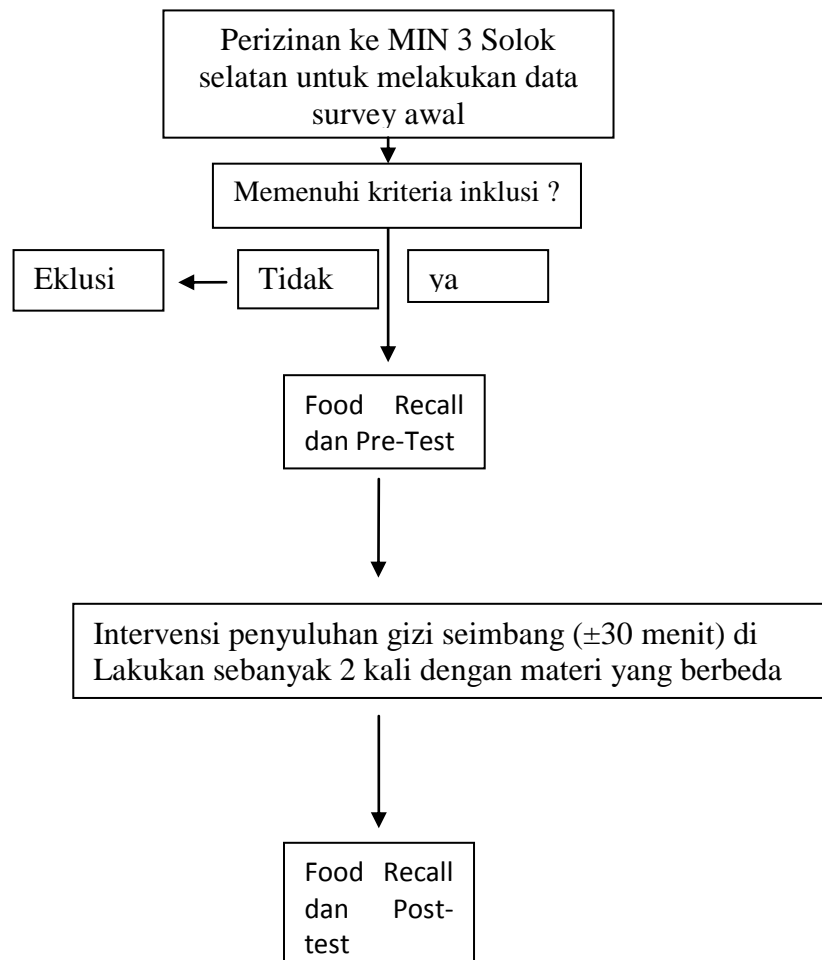 Perizinan ke MIN 3 Solok
selatan untuk melakukan data
survey awal
Memenuhi kriteria inklusi ?
Eklusi
Tidak
ya
Food Recall
dan Pre-Test
Intervensi penyuluhan gizi seimbang (±30 menit) di
Lakukan sebanyak 2 kali dengan materi yang berbeda
Food Recall
dan Post-
test